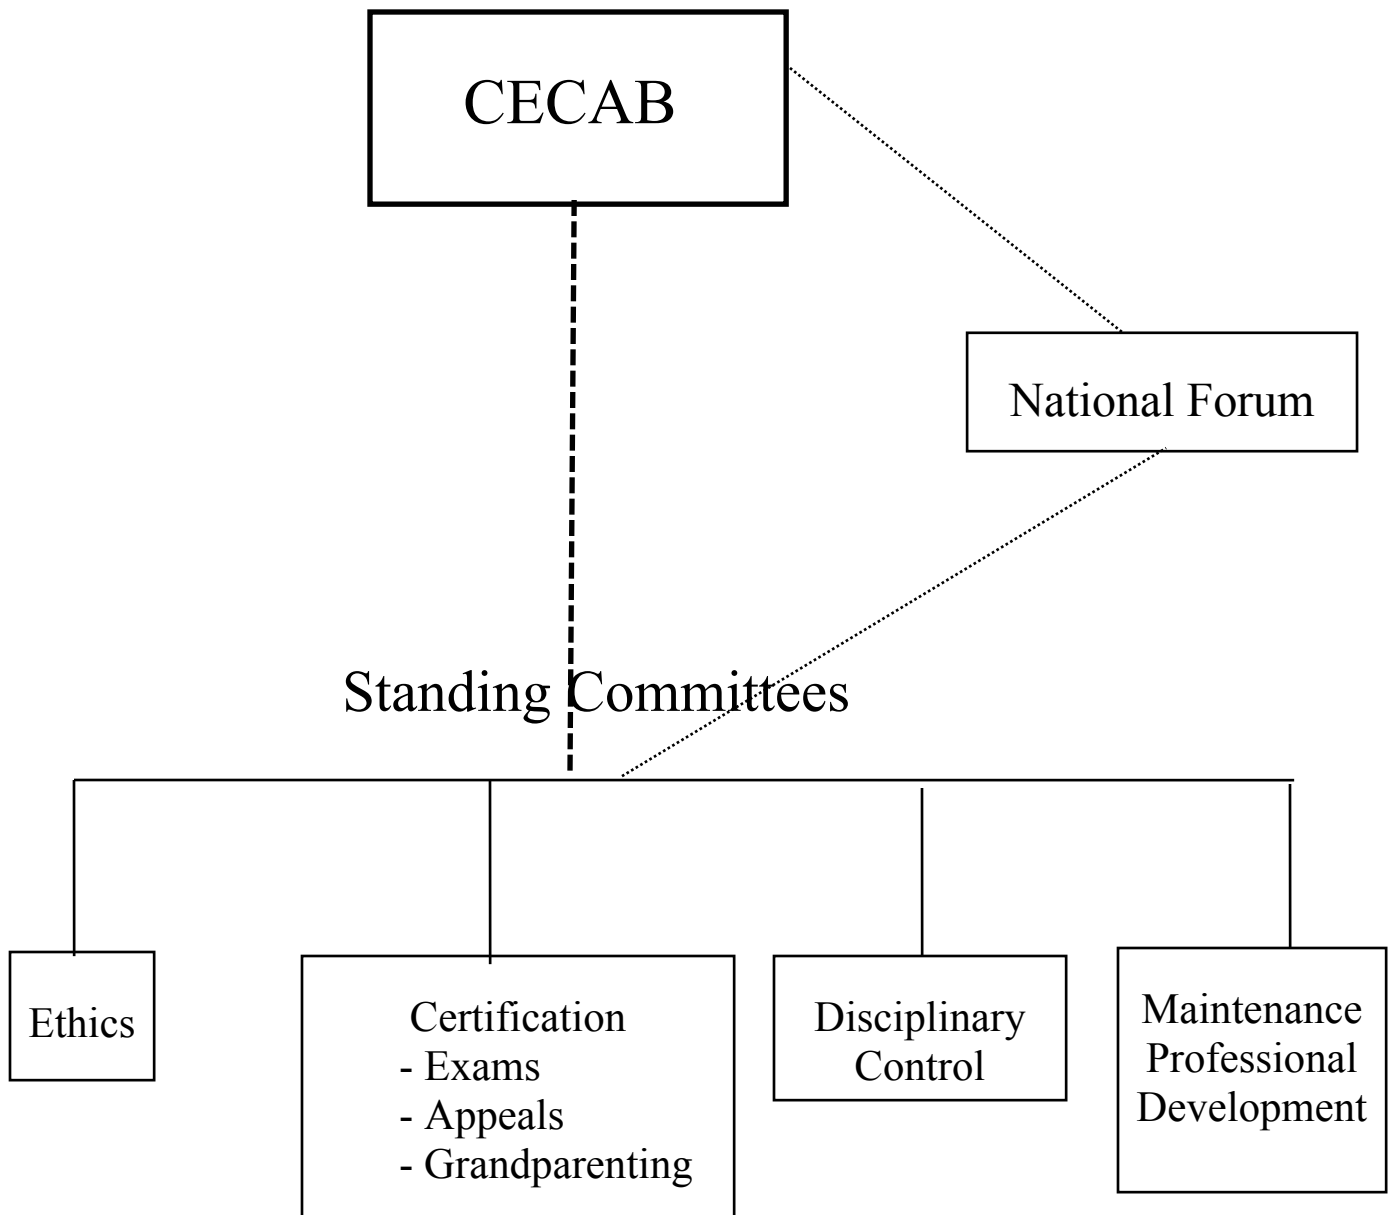 CECAB
National Forum
Standing Committees
Ethics
Certification
- Exams
- Appeals
- Grandparenting
Disciplinary
Control
Maintenance
Professional
Development